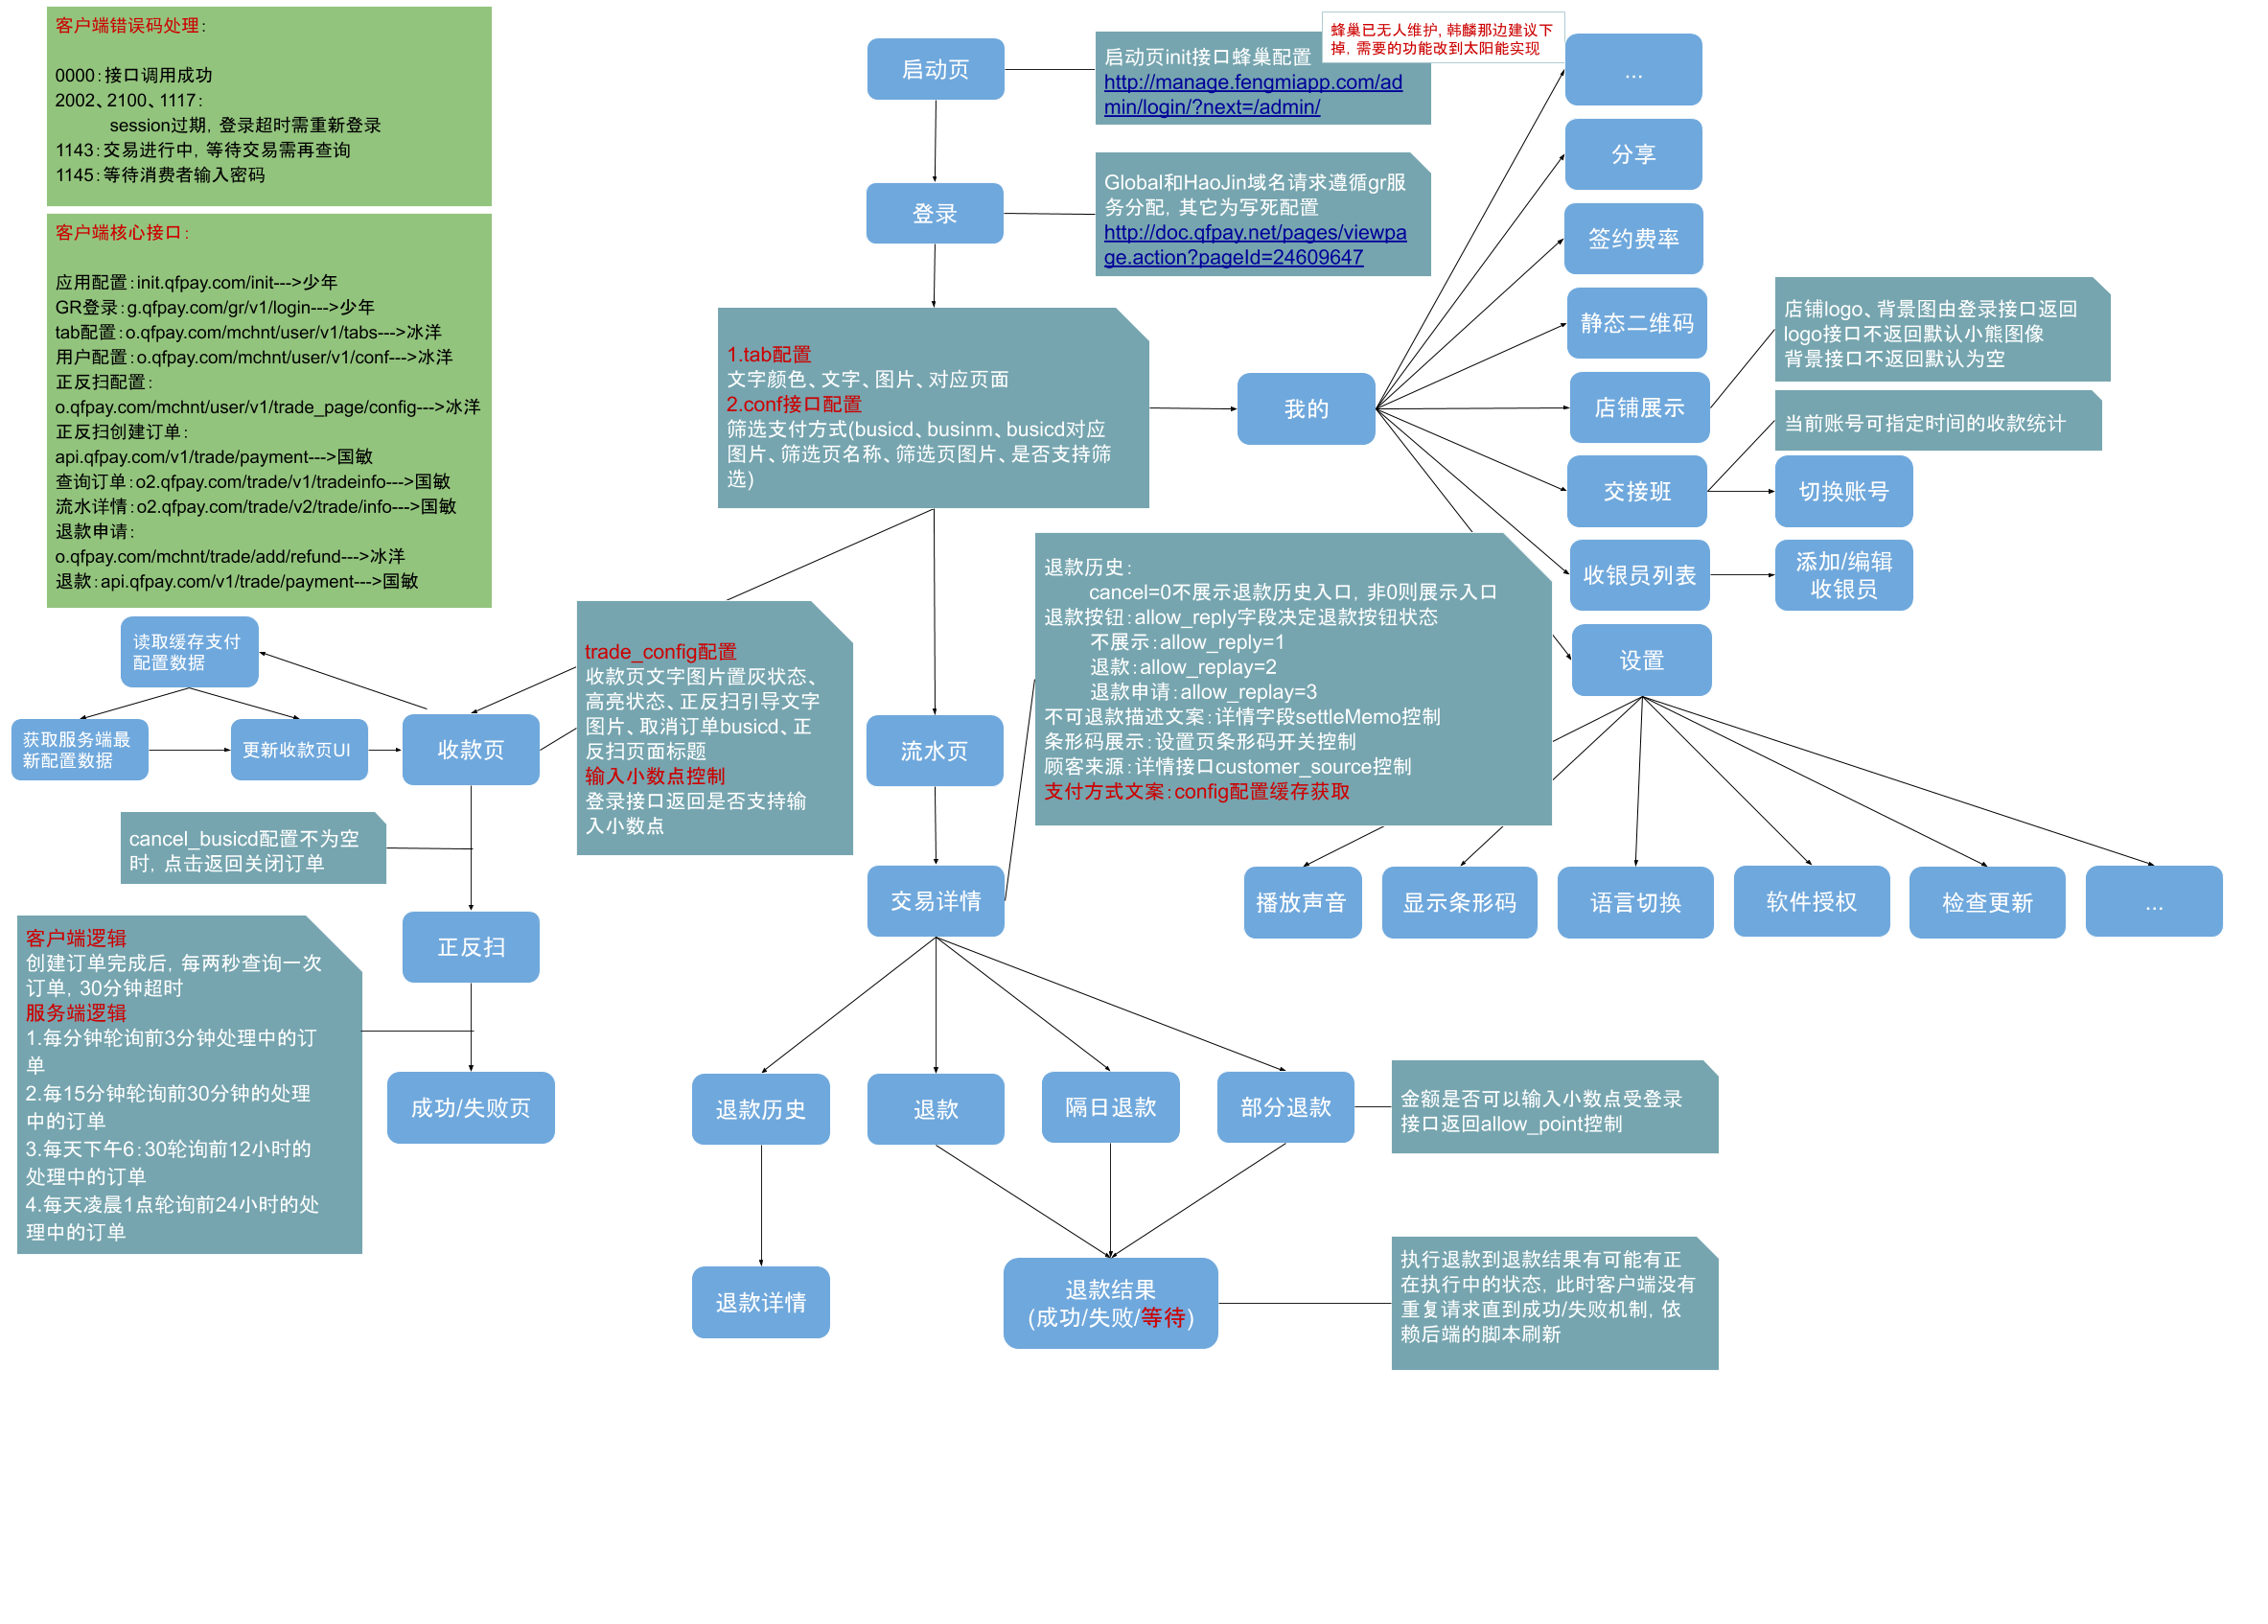 客户端错误码处理：
0000：接口调用成功
2002、2100、1117：
session过期，登录超时需重新登录
1143：交易进行中，等待交易需再查询
1145：等待消费者输入密码
客户端核心接口：
应用配置：init.qfpay.com/init--->少年
GR登录：g.qfpay.com/gr/v1/login--->少年
tab配置：o.qfpay.com/mchnt/user/v1/tabs--->冰洋
用户配置：o.qfpay.com/mchnt/user/v1/conf--->冰洋
正反扫配置：
o.qfpay.com/mchnt/user/v1/trade_page/config--->冰洋
正反扫创建订单：
api.qfpay.com/v1/trade/payment--->国敏
查询订单：o2.qfpay.com/trade/v1/tradeinfo--->国敏
流水详情：o2.qfpay.com/trade/v2/trade/info--->国敏
退款申请：
o.qfpay.com/mchnt/trade/add/refund--->冰洋
退款：api.qfpay.com/v1/trade/payment--->国敏
启动页
启动页init接口蜂巢配置
http://manage.fengmiapp.com/ad
min/login/?next=/admin/
蜂巢已无人维护，韩麟那边建议下
掉，需要的功能改到太阳能实现
登录
Global和HaoJin域名请求遵循gr服
务分配，其它为写死配置
http://doc.qfpay.net/pages/viewpa
ge.action?pageId=24609647
1.tab配置
文字颜色、文字、图片、对应页面
2.conf接口配置
筛选支付方式(busicd、businm、busicd对应
图片、筛选页名称、筛选页图片、是否支持筛
选)
我的
...
分享
签约费率
静态二维码
店铺展示
店铺logo、背景图由登录接口返回
logo接口不返回默认小熊图像
背景接口不返回默认为空
交接班
当前账号可指定时间的收款统计
切换账号
收银员列表
添加/编辑
收银员
设置
播放声音
显示条形码
语言切换
软件授权
检查更新
...
退款历史：
cancel=0不展示退款历史入口，非0则展示入口
退款按钮：allow_reply字段决定退款按钮状态
不展示：allow_reply=1
退款：allow_replay=2
退款申请：allow_replay=3
不可退款描述文案：详情字段settleMemo控制
条形码展示：设置页条形码开关控制
顾客来源：详情接口customer_source控制
支付方式文案：config配置缓存获取
读取缓存支付
配置数据
获取服务端最
新配置数据
更新收款页UI
收款页
trade_config配置
收款页文字图片置灰状态、
高亮状态、正反扫引导文字
图片、取消订单busicd、正
反扫页面标题
输入小数点控制
登录接口返回是否支持输
入小数点
cancel_busicd配置不为空
时，点击返回关闭订单
正反扫
客户端逻辑
创建订单完成后，每两秒查询一次
订单，30分钟超时
服务端逻辑
1.每分钟轮询前3分钟处理中的订
单
2.每15分钟轮询前30分钟的处理
中的订单
3.每天下午6：30轮询前12小时的
处理中的订单
4.每天凌晨1点轮询前24小时的处
理中的订单
成功/失败页
流水页
交易详情
退款历史
退款
隔日退款
部分退款
金额是否可以输入小数点受登录
接口返回allow_point控制
退款详情
退款结果
(成功/失败/等待)
执行退款到退款结果有可能有正
在执行中的状态，此时客户端没有
重复请求直到成功/失败机制，依
赖后端的脚本刷新